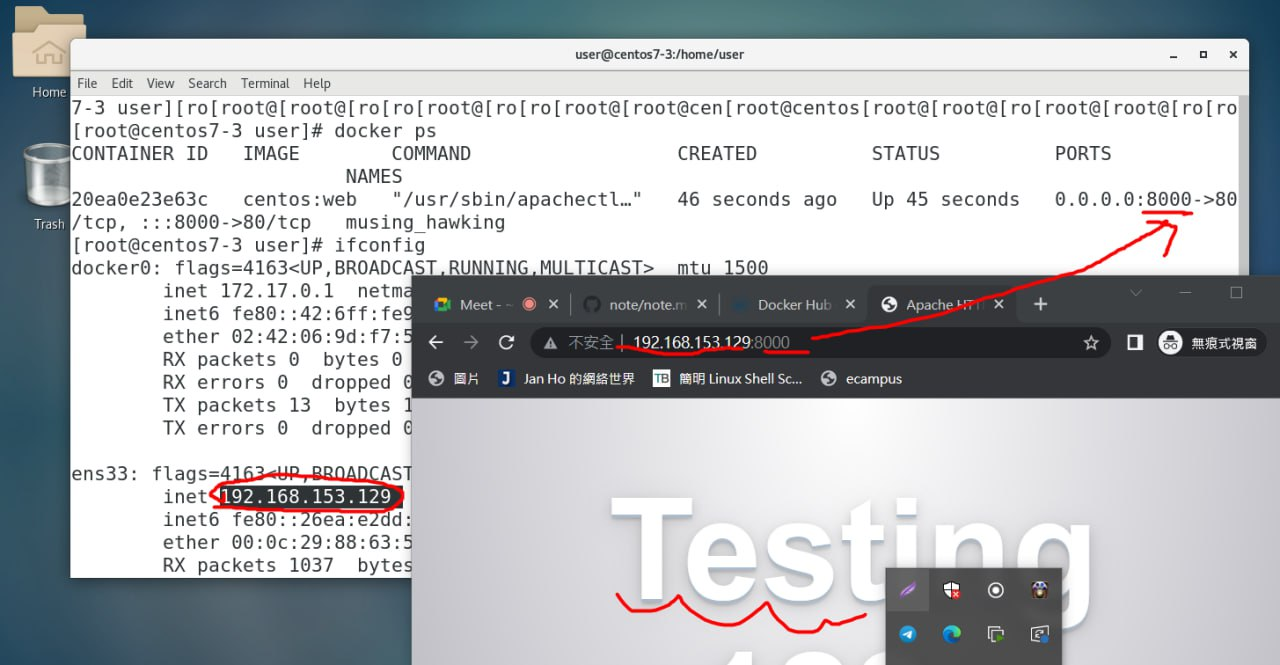 user@centos7-3:/home/user
File Edit View Search Terminal Help
Home
Trash
7-3 user][ro[root@[root@[ro[ro[root@[ro[ro[root@[root@cen[root@centos[root@[root@[ro[root@[root@[ro[ro
[root@centos7-3 user]# docker ps
CONTAINER ID IMAGE COMMAND CREATED STATUS PORTS
NAMES
20ea0e23e63c centos:web "/usr/sbin/apachectl…" 46 seconds ago Up 45 seconds 0.0.0.0:8000->80
/tcp, :::8000->80/tcp musing_hawking
[root@centos7-3 user]# ifconfig
docker0: flags=4163<UP,BROADCAST,RUNNING,MULTICAST> mtu 1500
inet 172.17.0.1 netma
inet6 fe80::42:6ff:fe9
ether 02:42:06:9d:f7:5
RX packets 0 bytes 0
RX errors 0 dropped 0
TX packets 13 bytes 1
TX errors 0 dropped 0
ens33: flags=4163<UP,BROADCAST
inet 192.168.153.129
inet6 fe80::26ea:e2dd:
ether 00:0c:29:88:63:5
RX packets 1037 bytes
Meet - ~ note/note.m Docker Hub Apache HTT
不安全 | 192.168.153.129:8000 無痕式視窗
圖片 J Jan Ho 的網絡世界 TB 簡明 Linux Shell Sc... ecampus
Testing